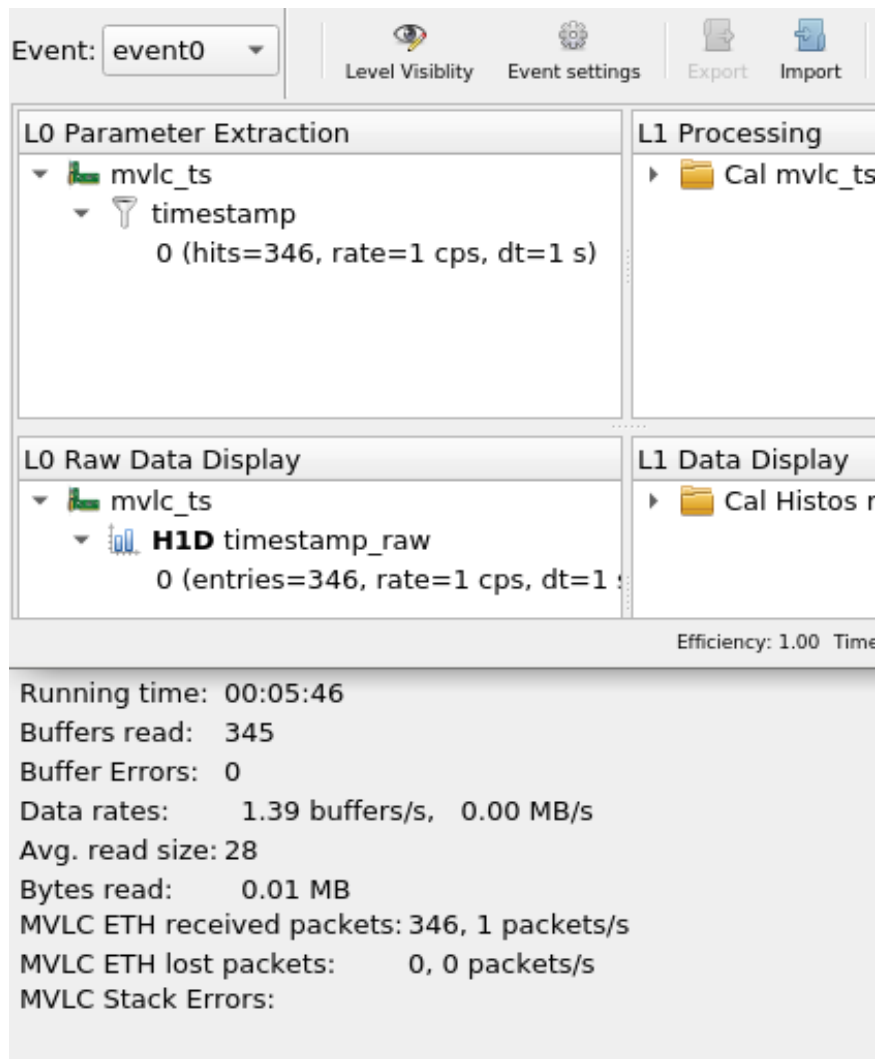 Event: event0
Level Visiblity Event settings Export Import
L0 Parameter Extraction
mvlc_ts
timestamp
0 (hits=346, rate=1 cps, dt=1 s)
L1 Processing
Cal mvlc_ts
L0 Raw Data Display
mvlc_ts
H1D timestamp_raw
0 (entries=346, rate=1 cps, dt=1
L1 Data Display
Cal Histos
Efficiency: 1.00 Time
Running time: 00:05:46
Buffers read: 345
Buffer Errors: 0
Data rates: 1.39 buffers/s, 0.00 MB/s
Avg. read size: 28
Bytes read: 0.01 MB
MVLC ETH received packets: 346, 1 packets/s
MVLC ETH lost packets: 0, 0 packets/s
MVLC Stack Errors: